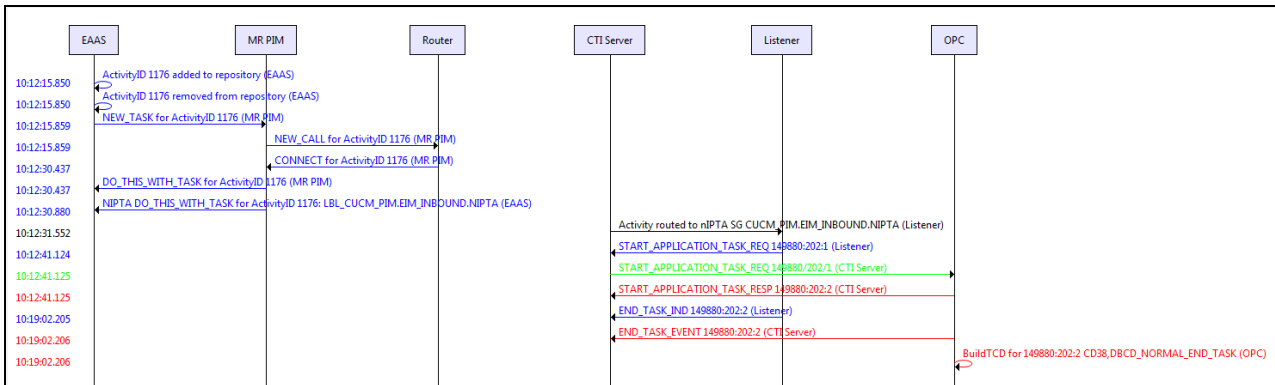 EAAS MR PIM Router CTI Server Listener OPC
10:12:15.850 ActivityID 1176 added to repository (EAAS)
10:12:15.850 ActivityID 1176 removed from repository (EAAS)
10:12:15.859 NEW_TASK for ActivityID 1176 (MR PIM)
10:12:15.859 NEW_CALL for ActivityID 1176 (MR PIM)
10:12:30.437 CONNECT for ActivityID 1176 (MR PIM)
10:12:30.437 DO_THIS_WITH_TASK for ActivityID 1176 (MR PIM)
10:12:30.880 NIPTA DO_THIS_WITH_TASK for ActivityID 1176: LBL_CUCM_PIM.EIM_INBOUND.NIPTA (EAAS)
10:12:31.552 Activity routed to nIPTA SG CUCM_PIM.EIM_INBOUND.NIPTA (Listener)
10:12:41.124 START_APPLICATION_TASK_REQ 149880:202:1 (Listener)
10:12:41.125 START_APPLICATION_TASK_REQ 149880/202/1 (CTI Server)
10:12:41.125 START_APPLICATION_TASK_RESP 149880:202:2 (CTI Server)
10:19:02.205 END_TASK_IND 149880:202:2 (Listener)
10:19:02.206 END_TASK_EVENT 149880:202:2 (CTI Server)
10:19:02.206 BuildTCD for 149880:202:2 CD38,DBCD_NORMAL_END_TASK (OPC)